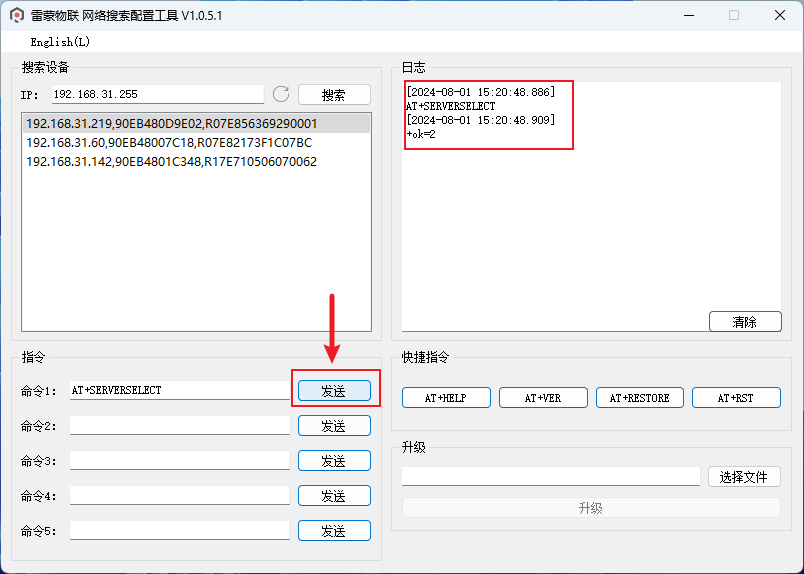 雷蒙物联 网络搜索配置工具 V1.0.5.1
English(L)
搜索设备
IP: 192.168.31.255 搜索
192.168.31.219,90EB480D9E02,R07E856369290001
192.168.31.60,90EB48007C18,R07E82173F1C07BC
192.168.31.142,90EB4801C348,R17E710506070062
日志
[2024-08-01 15:20:48.886]
AT+SERVERSELECT
[2024-08-01 15:20:48.909]
+ok=2
清除
指令
命令1: AT+SERVERSELECT 发送
命令2: 发送
命令3: 发送
命令4: 发送
命令5: 发送
快捷指令
AT+HELP AT+VER AT+RESTORE AT+RST
升级
选择文件
升级